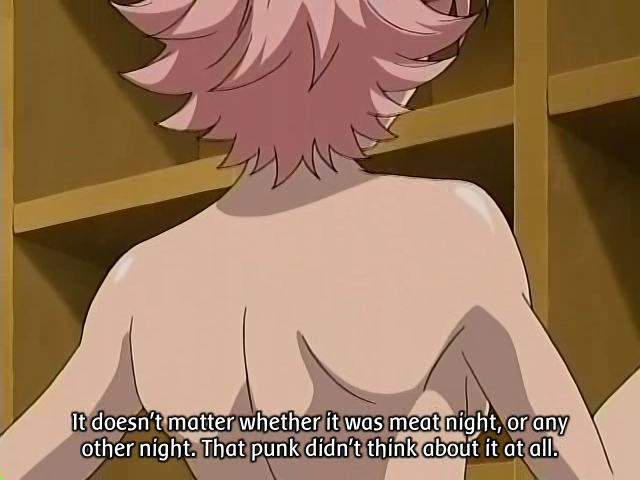 It doesn't matter whether it was meat night, or any
other night. That punk didn't think about it at all.